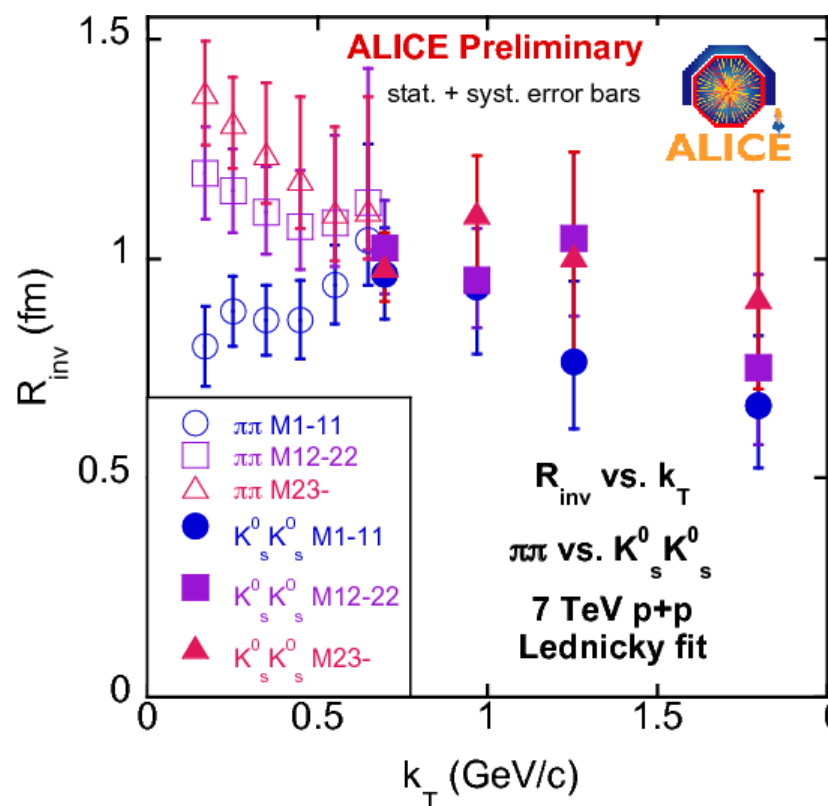 ALICE Preliminary
stat. + syst. error bars
ALICE
1.5
1
0.5
0
R_inv (fm)
ππ M1-11
ππ M12-22
ππ M23-
K⁰_s K⁰_s M1-11
K⁰_s K⁰_s M12-22
K⁰_s K⁰_s M23-
R_inv vs. k_T
ππ vs. K⁰_s K⁰_s
7 TeV p+p
Lednicky fit
0 0.5 1 1.5
k_T (GeV/c)